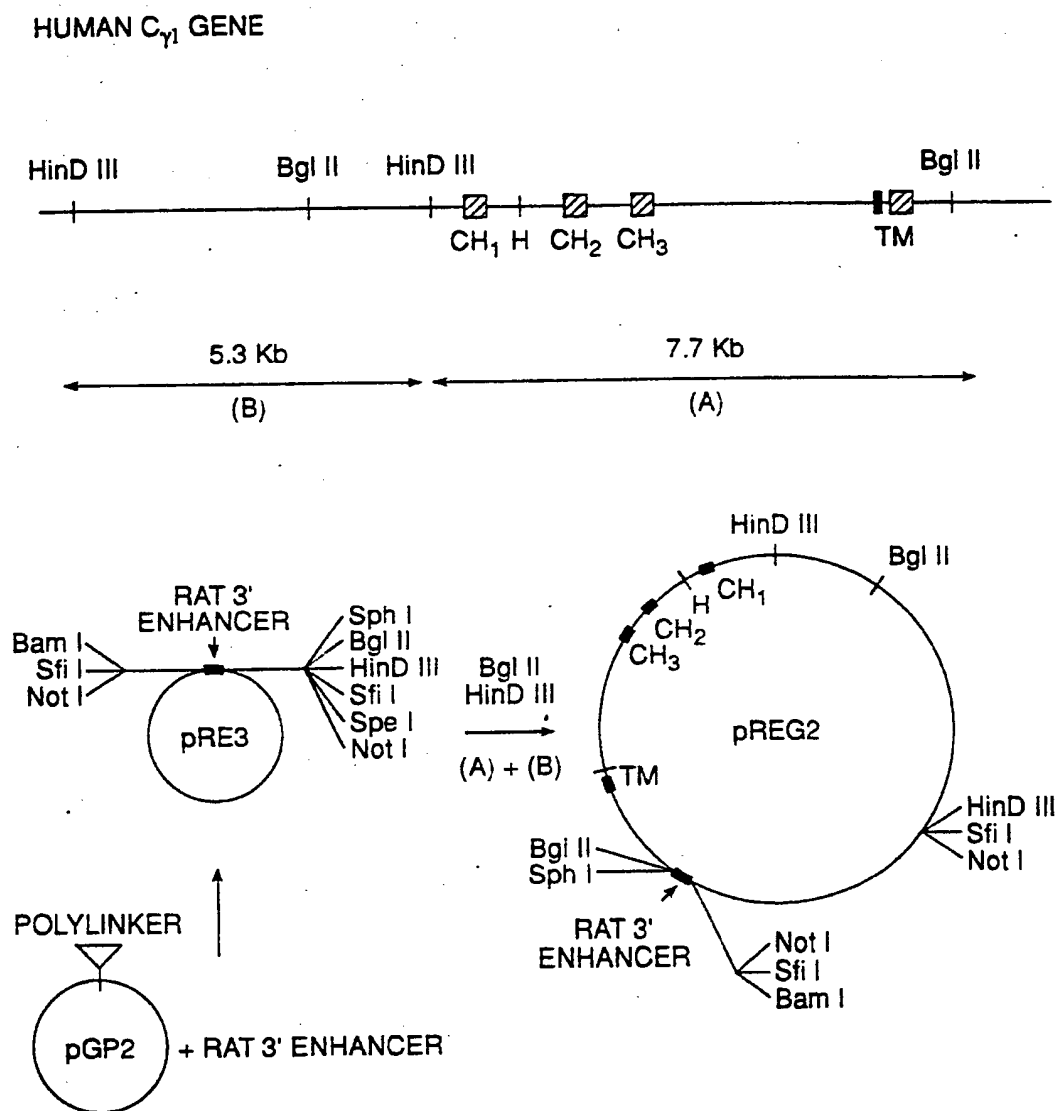 HUMAN Cγ1 GENE
HinD III
Bgl II
HinD III
Bgl II
CH1
H
CH2
CH3
TM
5.3 Kb
7.7 Kb
(B)
(A)
RAT 3'
ENHANCER
Bam I
Sfi I
Not I
Sph I
Bgl II
HinD III
Sfi I
Spe I
Not I
pRE3
Bgl II
HinD III
(A) + (B)
HinD III
Bgl II
CH1
H
CH2
CH3
pREG2
TM
HinD III
Sfi I
Not I
Bgl II
Sph I
RAT 3'
ENHANCER
Not I
Sfi I
Bam I
POLYLINKER
pGP2
+ RAT 3' ENHANCER